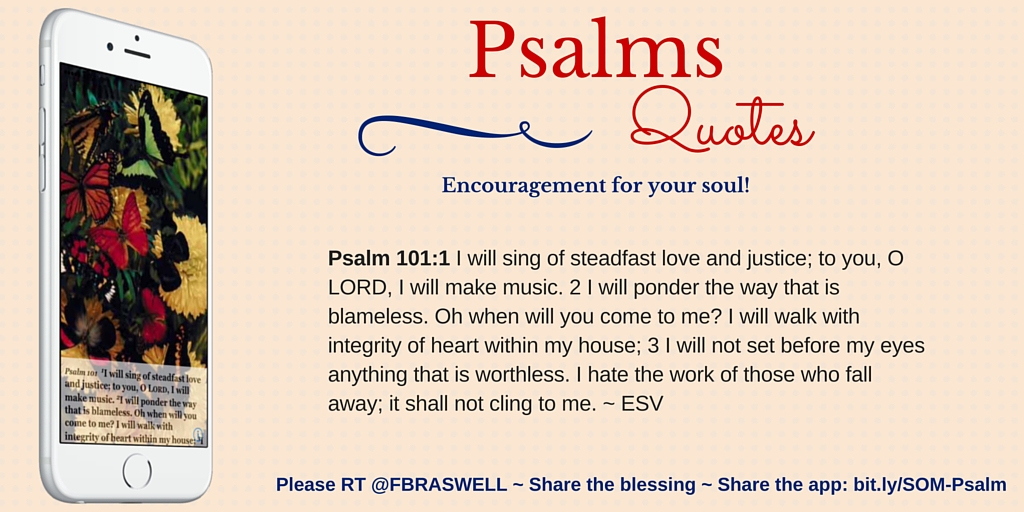 Psalms
Quotes
Encouragement for your soul!
Psalm 101:1 I will sing of steadfast love and justice; to you, O
LORD, I will make music. 2 I will ponder the way that is
blameless. Oh when will you come to me? I will walk with
integrity of heart within my house; 3 I will not set before my eyes
anything that is worthless. I hate the work of those who fall
away; it shall not cling to me. ~ ESV
Psalm 101 ¹I will sing of steadfast love
and justice; to you, O LORD, I will
make music. ²I will ponder the way
that is blameless. Oh when will you
come to me? I will walk with
integrity of heart within my house;
Please RT @FBRASWELL ~ Share the blessing ~ Share the app: bit.ly/SOM-Psalm